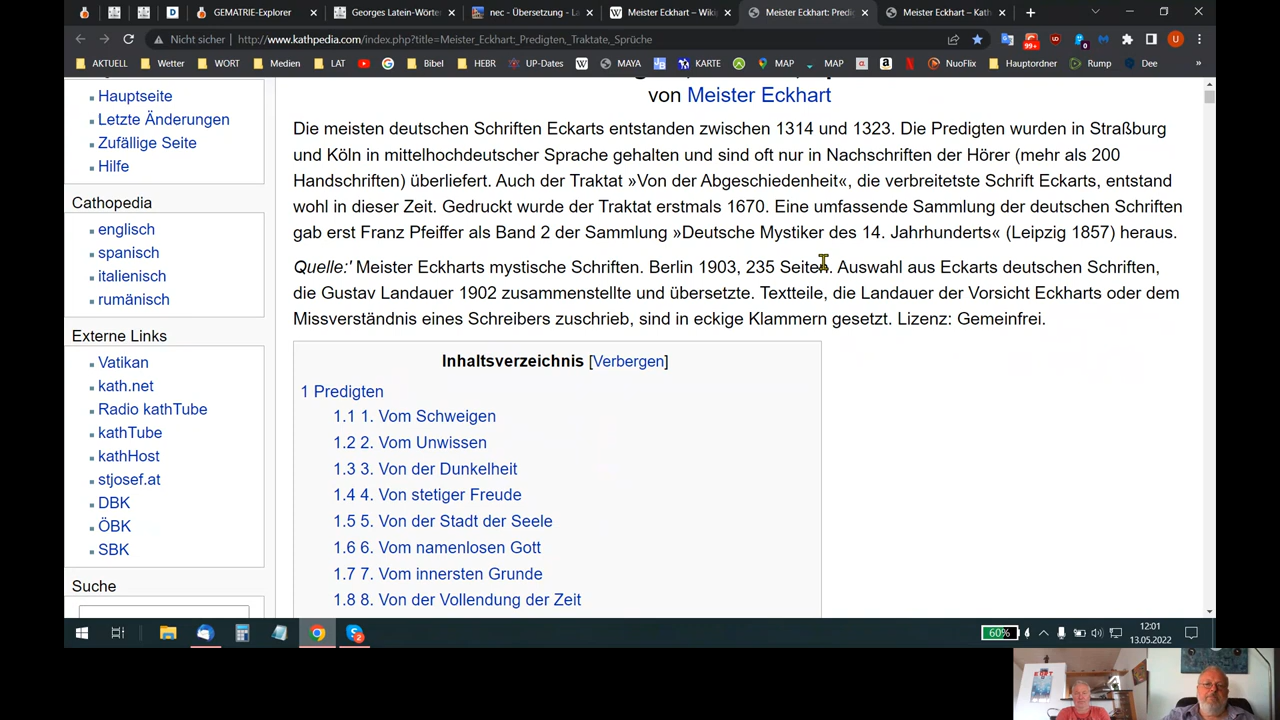 GEMATRIE-Explorer
Georges Latein-Wörte
nec - Übersetzung - La
Meister Eckhart – Wiki
Meister Eckhart: Predi
Meister Eckhart – Kath
Nicht sicher | http://www.kathpedia.com/index.php?title=Meister_Eckhart:_Predigten,_Traktate,_Sprüche
AKTUELL Wetter WORT Medien LAT Bibel HEBR UP-Dates MAYA KARTE MAP MAP NuoFlix Hauptordner Rump Dee »
Hauptseite
Letzte Änderungen
Zufällige Seite
Hilfe
Cathopedia
englisch
spanisch
italienisch
rumänisch
Externe Links
Vatikan
kath.net
Radio kathTube
kathTube
kathHost
stjosef.at
DBK
ÖBK
SBK
Suche
von Meister Eckhart
Die meisten deutschen Schriften Eckarts entstanden zwischen 1314 und 1323. Die Predigten wurden in Straßburg
und Köln in mittelhochdeutscher Sprache gehalten und sind oft nur in Nachschriften der Hörer (mehr als 200
Handschriften) überliefert. Auch der Traktat »Von der Abgeschiedenheit«, die verbreitetste Schrift Eckarts, entstand
wohl in dieser Zeit. Gedruckt wurde der Traktat erstmals 1670. Eine umfassende Sammlung der deutschen Schriften
gab erst Franz Pfeiffer als Band 2 der Sammlung »Deutsche Mystiker des 14. Jahrhunderts« (Leipzig 1857) heraus.
Quelle:' Meister Eckharts mystische Schriften. Berlin 1903, 235 Seiten. Auswahl aus Eckarts deutschen Schriften,
die Gustav Landauer 1902 zusammenstellte und übersetzte. Textteile, die Landauer der Vorsicht Eckharts oder dem
Missverständnis eines Schreibers zuschrieb, sind in eckige Klammern gesetzt. Lizenz: Gemeinfrei.
Inhaltsverzeichnis [Verbergen]
1 Predigten
1.1 1. Vom Schweigen
1.2 2. Vom Unwissen
1.3 3. Von der Dunkelheit
1.4 4. Von stetiger Freude
1.5 5. Von der Stadt der Seele
1.6 6. Vom namenlosen Gott
1.7 7. Vom innersten Grunde
1.8 8. Von der Vollendung der Zeit
60%
12:01
13.05.2022